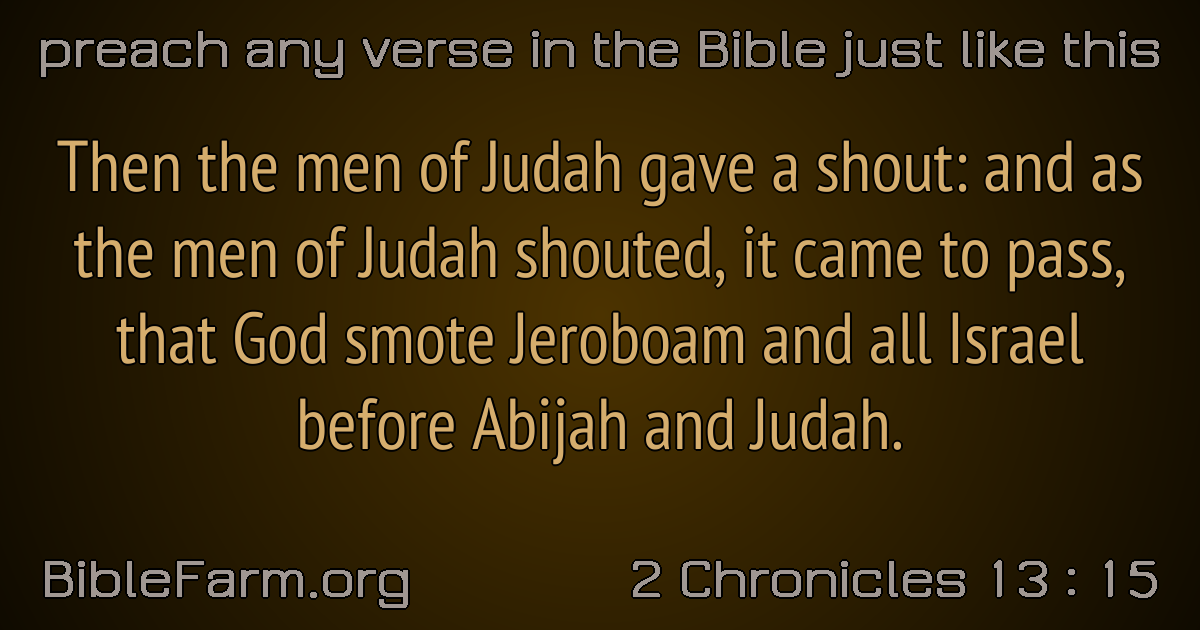 preach any verse in the Bible just like this
Then the men of Judah gave a shout: and as
the men of Judah shouted, it came to pass,
that God smote Jeroboam and all Israel
before Abijah and Judah.
BibleFarm.org
2 Chronicles 13 : 15